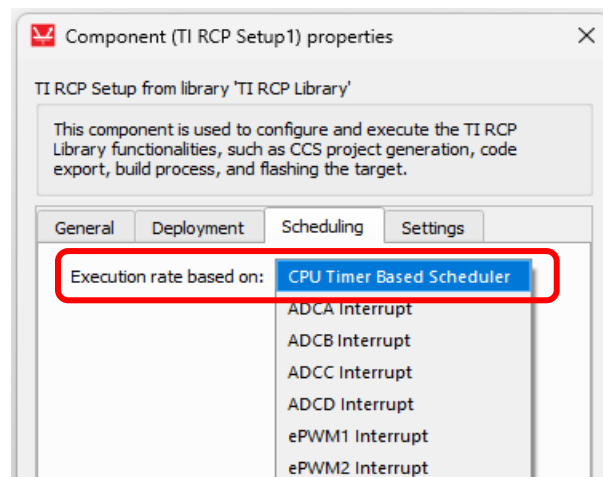 Component (TI RCP Setup1) properties
TI RCP Setup from library 'TI RCP Library'
This component is used to configure and execute the TI RCP
Library functionalities, such as CCS project generation, code
export, build process, and flashing the target.
General Deployment Scheduling Settings
Execution rate based on: CPU Timer Based Scheduler
ADCA Interrupt
ADCB Interrupt
ADCC Interrupt
ADCD Interrupt
ePWM1 Interrupt
ePWM2 Interrupt